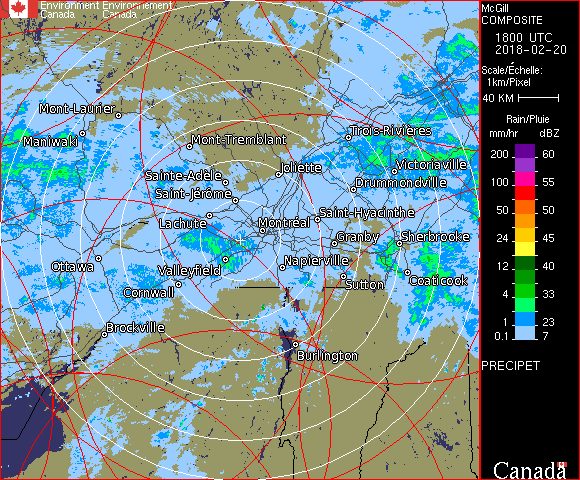 Environment Environnement
Canada Canada
McGill
COMPOSITE
1800 UTC
2018-02-20
Scale/Échelle:
1km/Pixel
40 KM
Rain/Pluie
mm/hr dBZ
200 60
100 55
50 50
24 45
12 40
4 33
1 23
0.1 7
PRECIPET
Canada
Mont-Laurier
Maniwaki
Mont-Tremblant
Trois-Rivières
Joliette
Victoriaville
Sainte-Adèle
Drummondville
Saint-Jérôme
Lachute
Montréal
Saint-Hyacinthe
Granby
Sherbrooke
Ottawa
Valleyfield
Napierville
Cornwall
Sutton
Coaticook
Brockville
Burlington